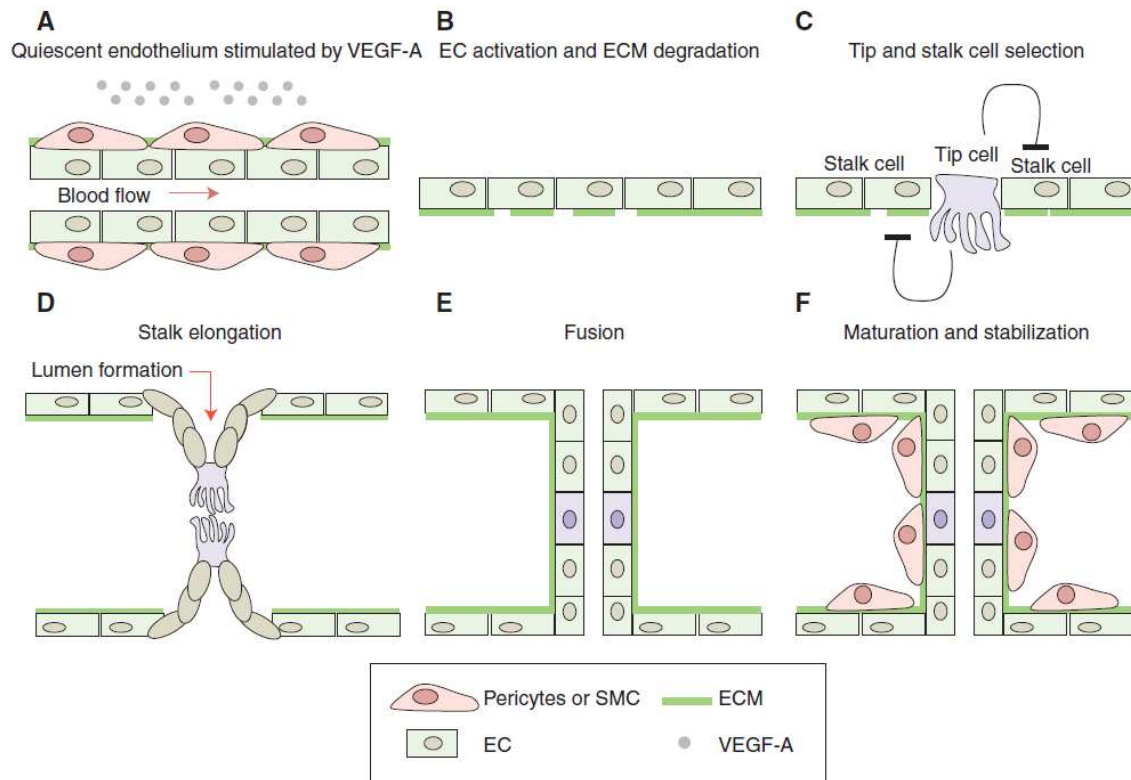 A
Quiescent endothelium stimulated by VEGF-A
Blood flow
B
EC activation and ECM degradation
C
Tip and stalk cell selection
Stalk cell
Tip cell
Stalk cell
D
Stalk elongation
Lumen formation
E
Fusion
F
Maturation and stabilization
Pericytes or SMC
ECM
EC
VEGF-A